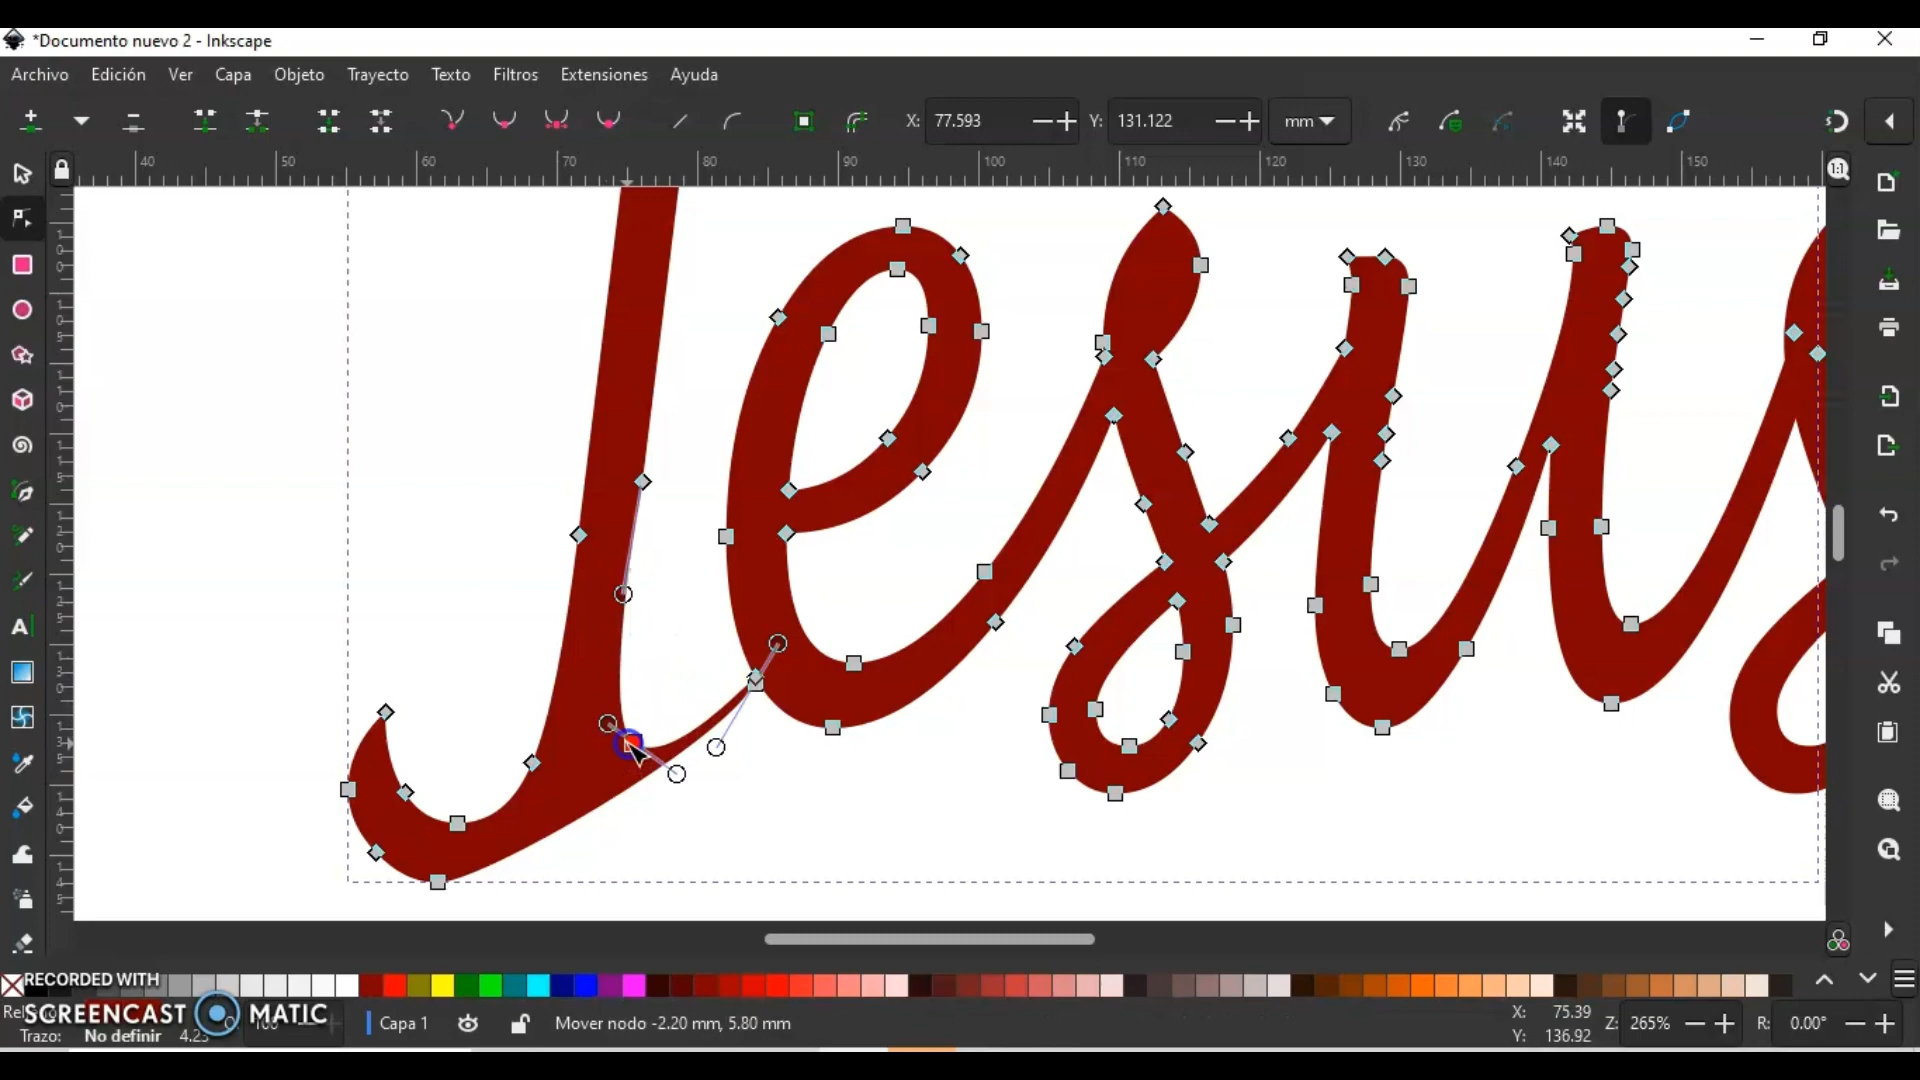 *Documento nuevo 2 - Inkscape
Archivo Edición Ver Capa Objeto Trayecto Texto Filtros Extensiones Ayuda
X: 77.593 Y: 131.122 mm
40 50 60 70 80 90 100 110 120 130 140 150
Jesus
RECORDED WITH
SCREENCAST MATIC
Trazo: No definir
Capa 1 Mover nodo -2.20 mm, 5.80 mm
X: 75.39
Y: 136.92
Z: 265% R: 0.00°